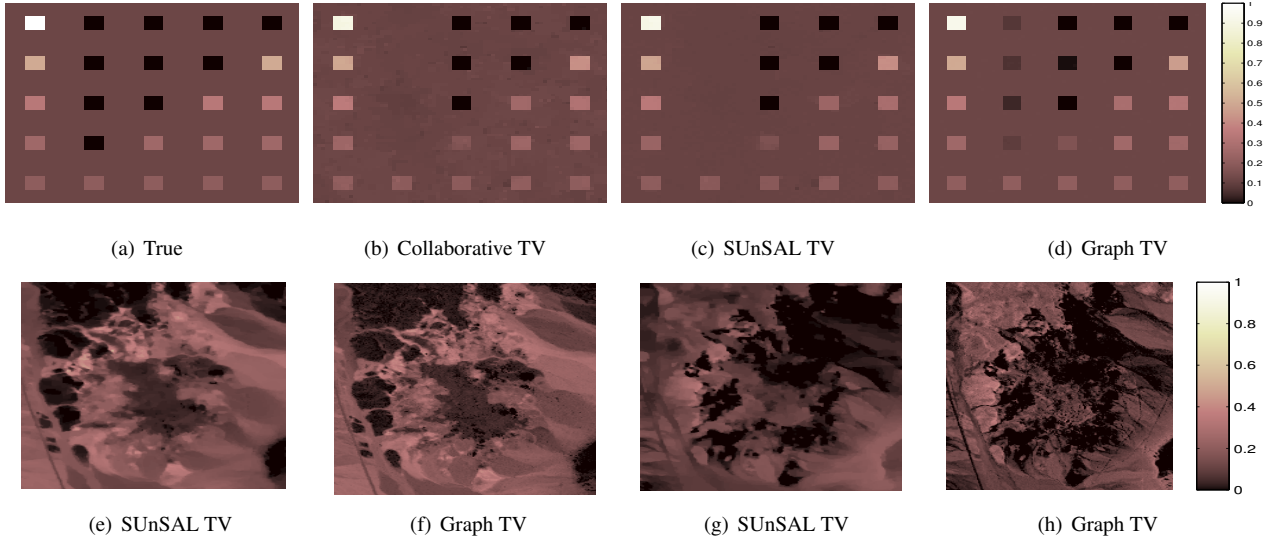 1
0.9
0.8
0.7
0.6
0.5
0.4
0.3
0.2
0.1
0
(a) True
(b) Collaborative TV
(c) SUnSAL TV
(d) Graph TV
1
0.8
0.6
0.4
0.2
0
(e) SUnSAL TV
(f) Graph TV
(g) SUnSAL TV
(h) Graph TV